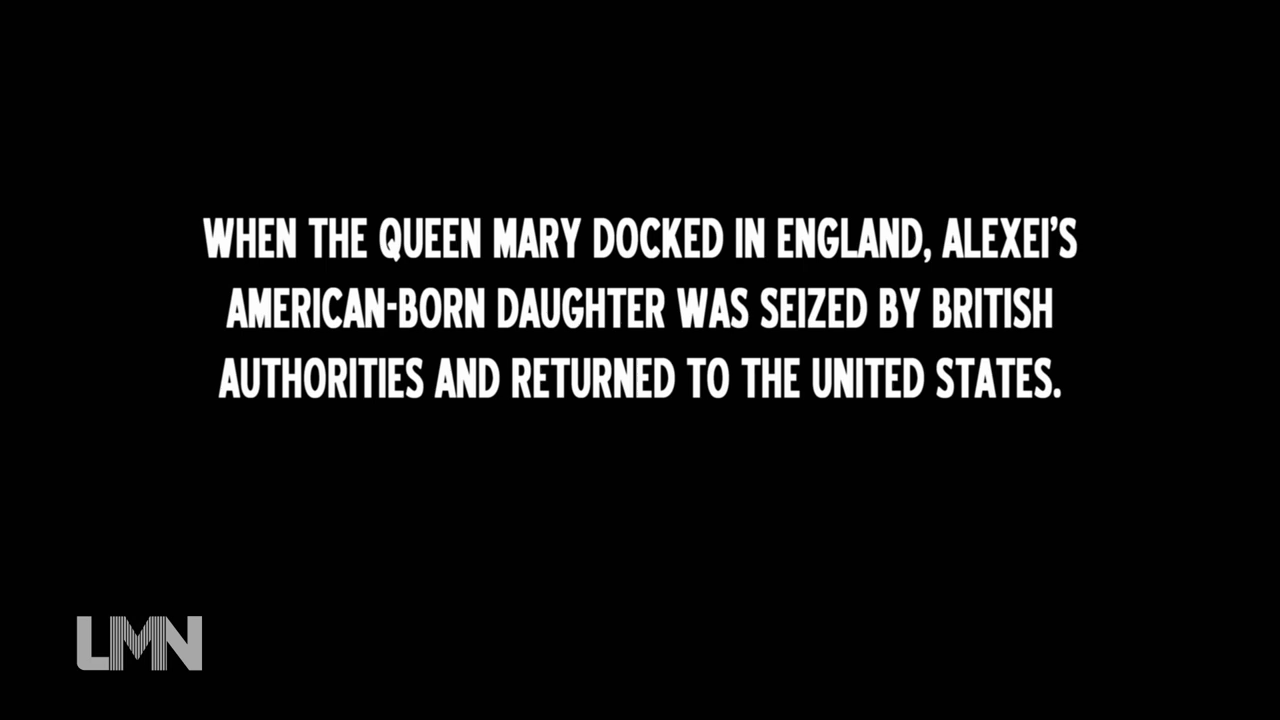 WHEN THE QUEEN MARY DOCKED IN ENGLAND, ALEXEI'S
AMERICAN-BORN DAUGHTER WAS SEIZED BY BRITISH
AUTHORITIES AND RETURNED TO THE UNITED STATES.
LMN